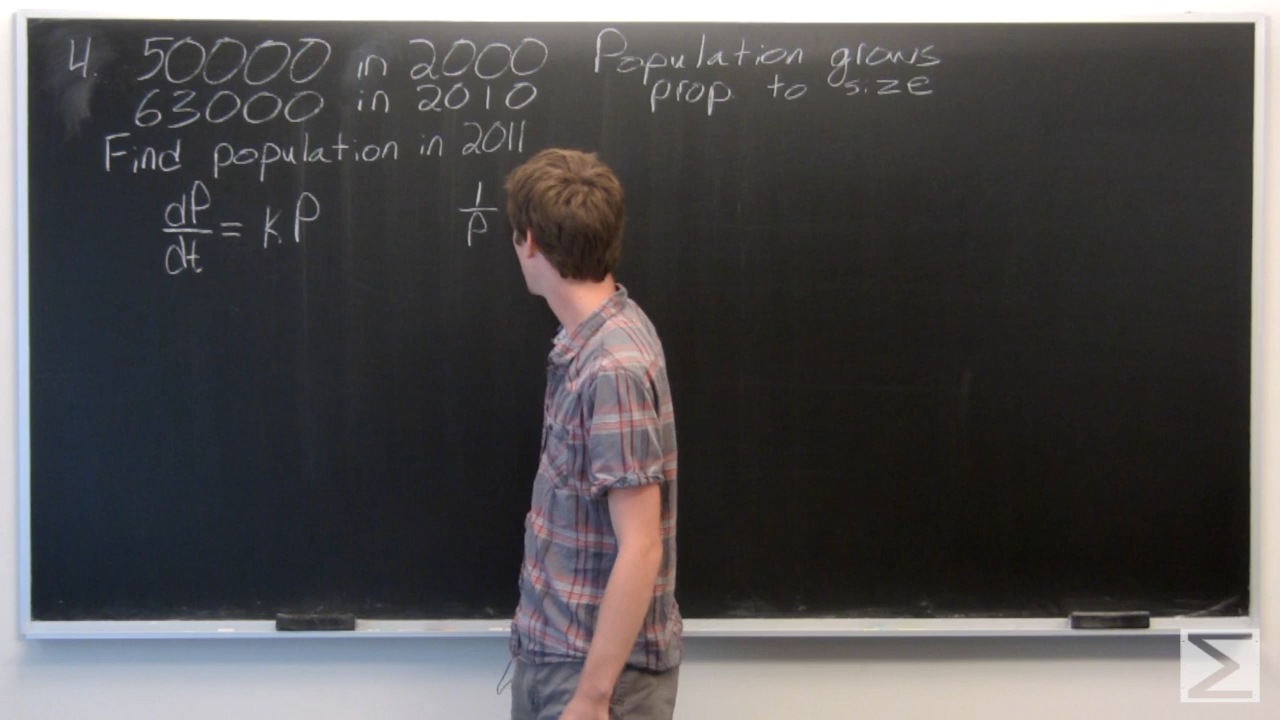 4. 50000 in 2000 Population grows
63000 in 2010 prop. to size
Find population in 2011
dP/dt = kP
1/P
Σ